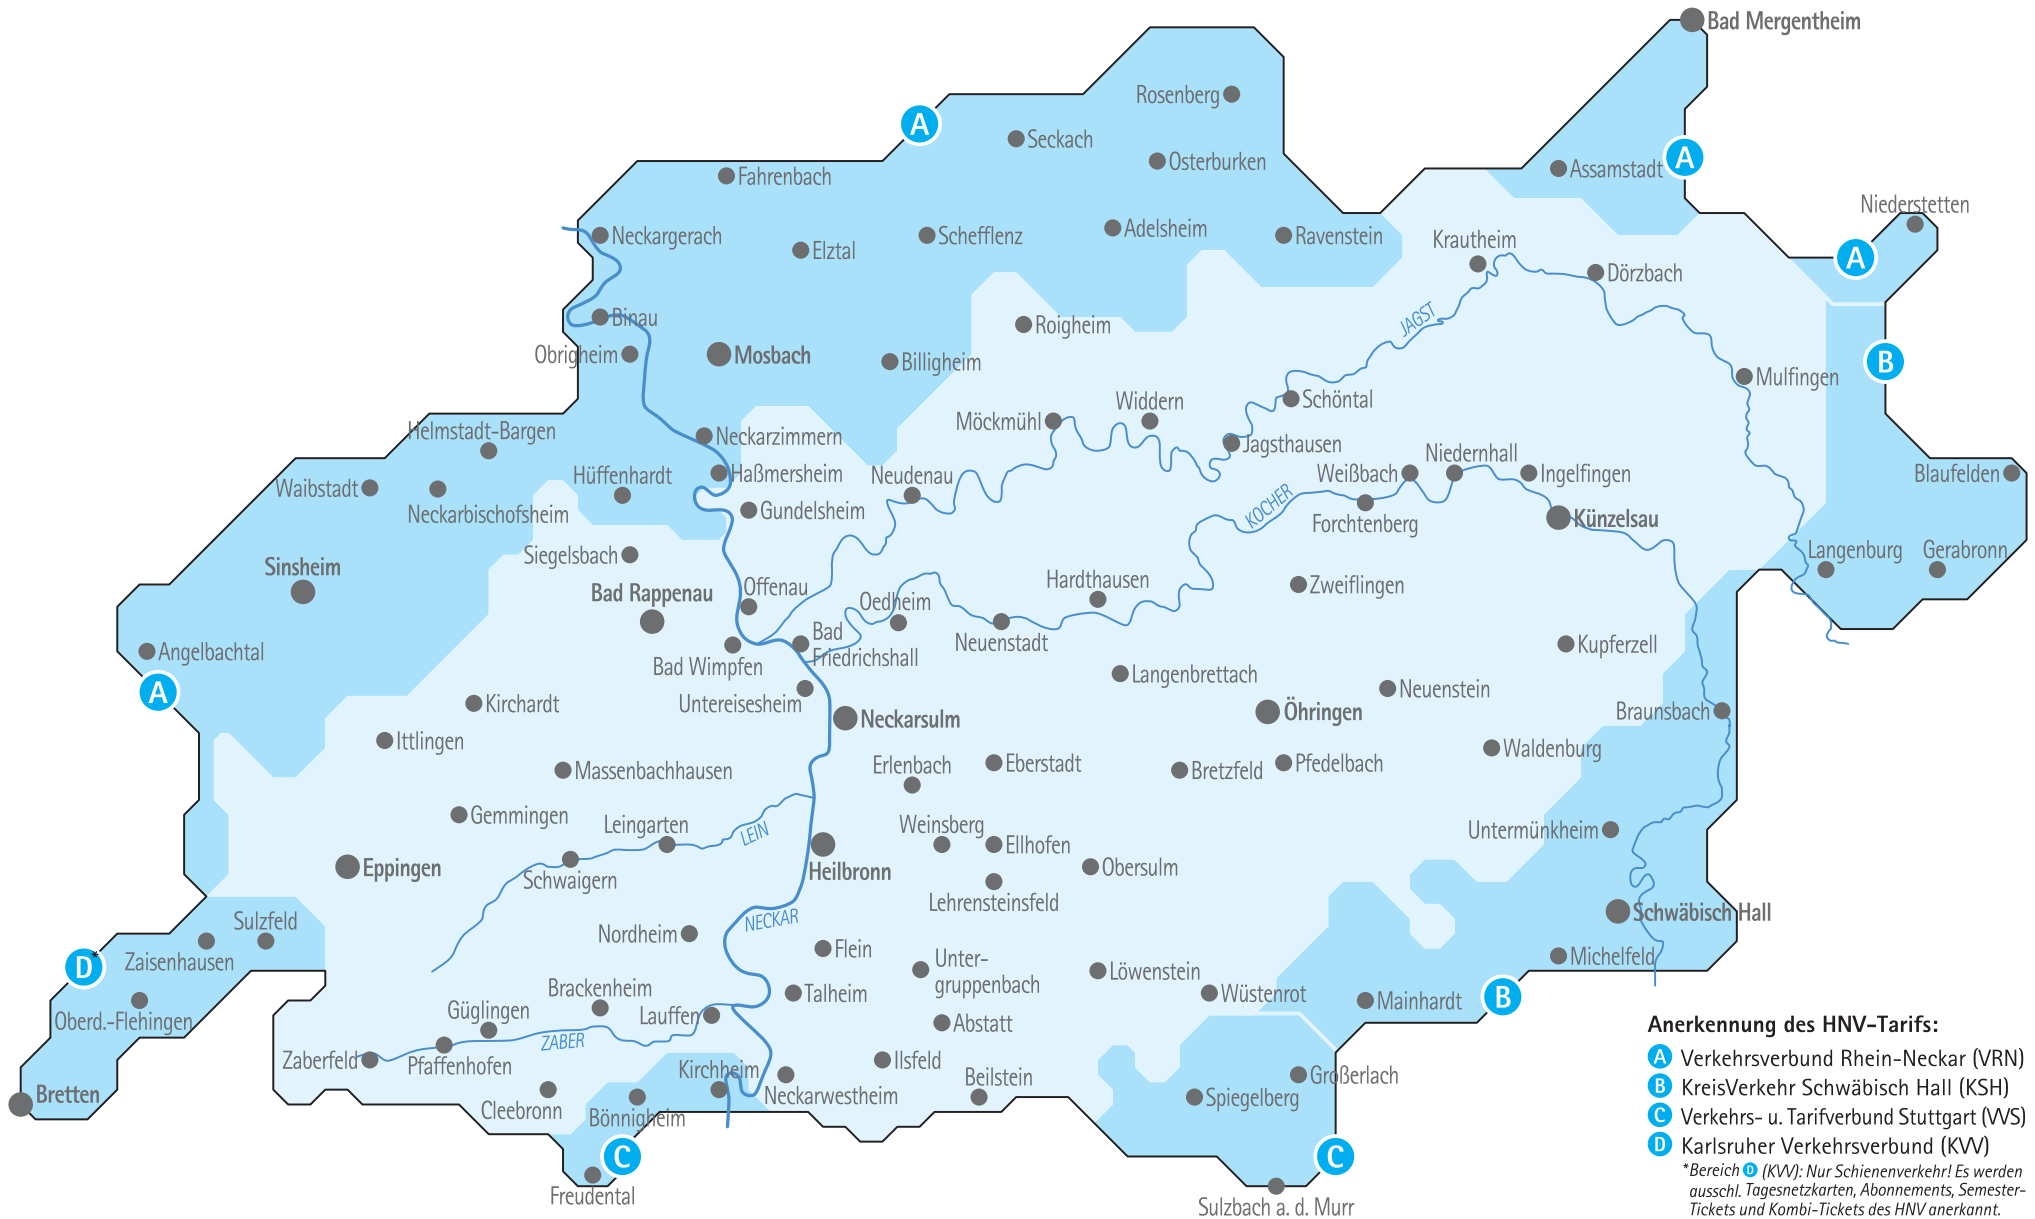 Bad Mergentheim
Rosenberg
A
Seckach
Osterburken
A
Assamstadt
Fahrenbach
Niederstetten
Neckargerach
Elztal
Schefflenz
Adelsheim
Ravenstein
Krautheim
A
Dörzbach
Binau
Roigheim
JAGST
Obrigheim
Mosbach
Billigheim
B
Mulfingen
Möckmühl
Widdern
Schöntal
Helmstadt-Bargen
Neckarzimmern
Jagsthausen
Niedernhall
Waibstadt
Hüffenhardt
Haßmersheim
Neudenau
Weißbach
Ingelfingen
Blaufelden
Neckarbischofsheim
Gundelsheim
KOCHER
Forchtenberg
Künzelsau
Siegelsbach
Langenburg
Gerabronn
Sinsheim
Bad Rappenau
Offenau
Oedheim
Hardthausen
Zweiflingen
Angelbachtal
Bad Wimpfen
Bad
Friedrichshall
Neuenstadt
Kupferzell
A
Langenbrettach
Kirchardt
Untereisesheim
Neuenstein
Neckarsulm
Öhringen
Braunsbach
Ittlingen
Waldenburg
Massenbachhausen
Erlenbach
Eberstadt
Bretzfeld
Pfedelbach
Gemmingen
Leingarten
LEIN
Weinsberg
Ellhofen
Untermünkheim
Eppingen
Schwaigern
Heilbronn
Obersulm
Lehrensteinsfeld
Sulzfeld
Nordheim
NECKAR
Schwäbisch Hall
Zaisenhausen
Flein
Michelfeld
D*
Unter-
gruppenbach
Löwenstein
Oberd.-Flehingen
Güglingen
Brackenheim
Talheim
Wüstenrot
Mainhardt
B
Lauffen
Abstatt
Zaberfeld
Pfaffenhofen
ZABER
Ilsfeld
Kirchheim
Bretten
Cleebronn
Bönnigheim
Neckarwestheim
Beilstein
Spiegelberg
Großerlach
C
C
Freudental
Sulzbach a. d. Murr
Anerkennung des HNV-Tarifs:
A Verkehrsverbund Rhein-Neckar (VRN)
B KreisVerkehr Schwäbisch Hall (KSH)
C Verkehrs- u. Tarifverbund Stuttgart (VVS)
D Karlsruher Verkehrsverbund (KVV)
*Bereich D (KVV): Nur Schienenverkehr! Es werden
ausschl. Tagesnetzkarten, Abonnements, Semester-
Tickets und Kombi-Tickets des HNV anerkannt.